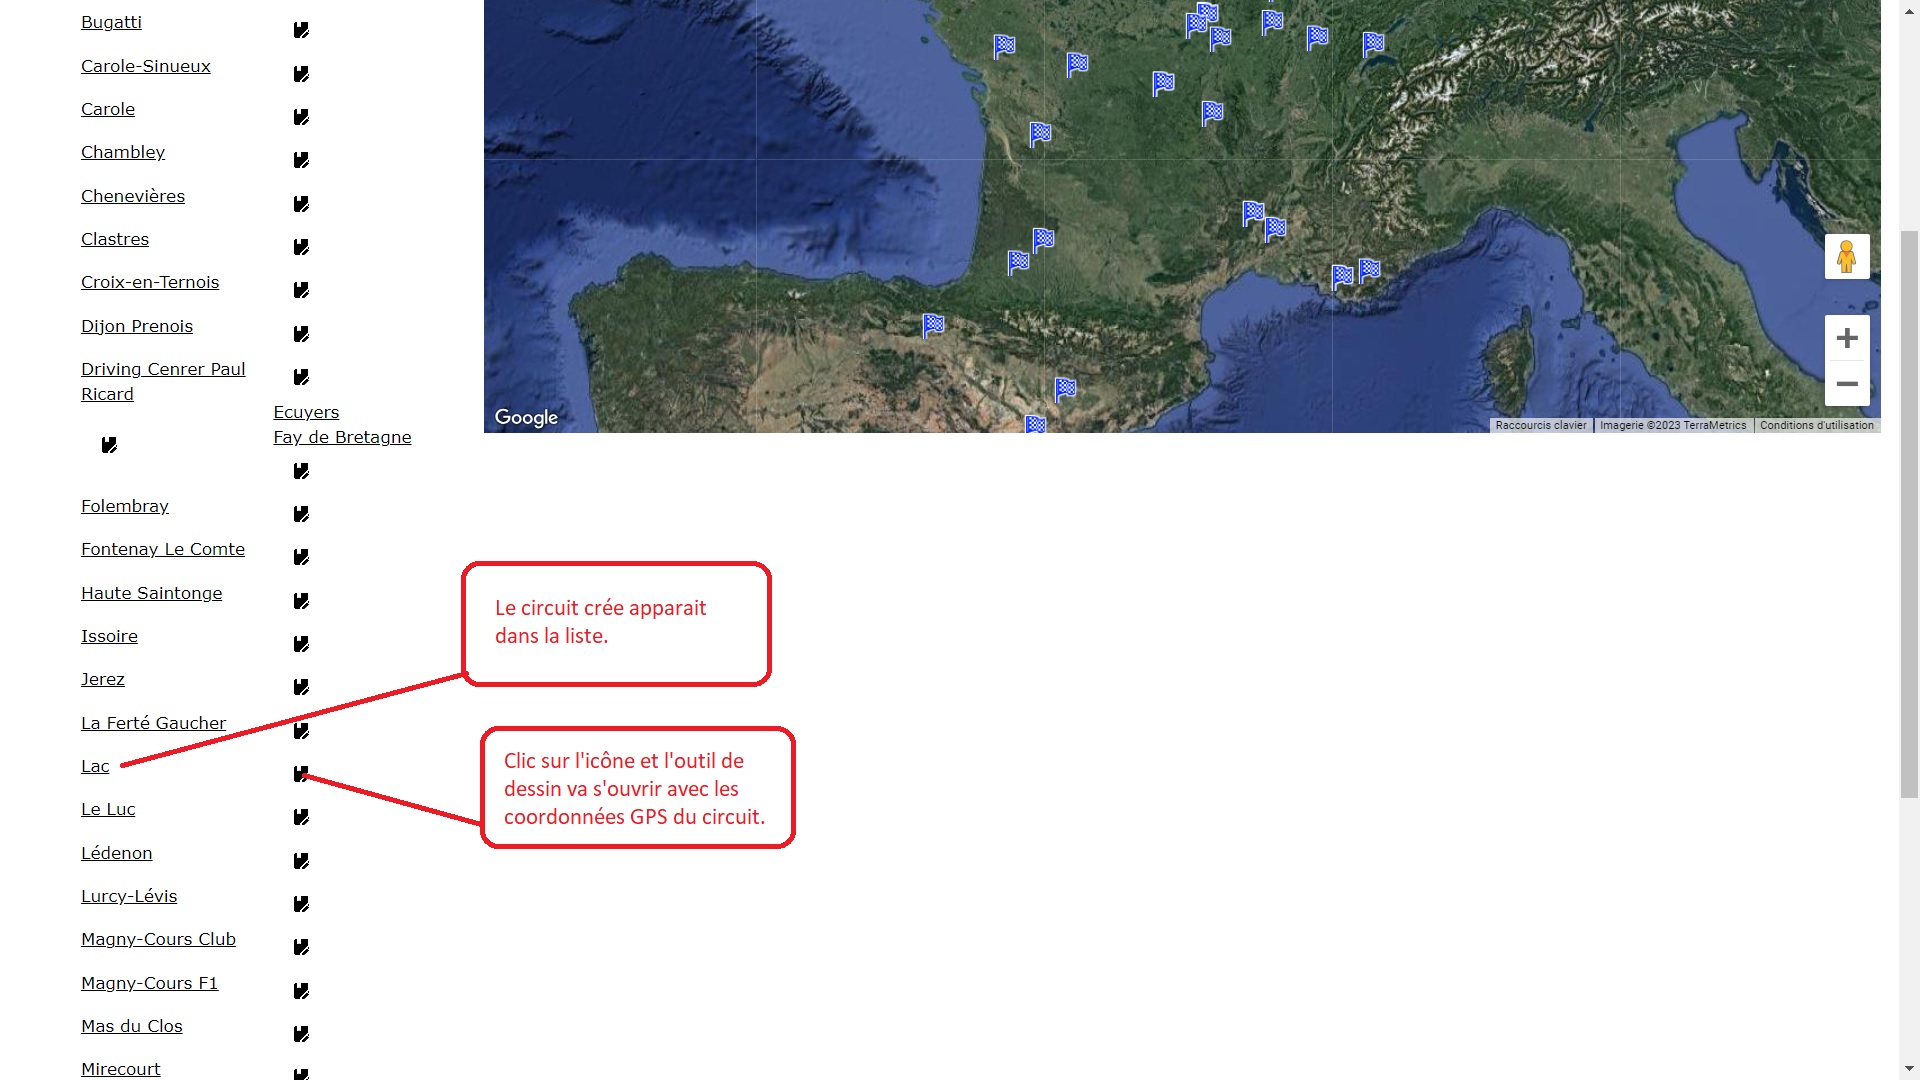 Bugatti
Carole-Sinueux
Carole
Chambley
Chenevières
Clastres
Croix-en-Ternois
Dijon Prenois
Driving Cenrer Paul
Ricard
Ecuyers
Fay de Bretagne
Folembray
Fontenay Le Comte
Haute Saintonge
Issoire
Jerez
La Ferté Gaucher
Lac
Le Luc
Lédenon
Lurcy-Lévis
Magny-Cours Club
Magny-Cours F1
Mas du Clos
Mirecourt
Google
Raccourcis clavier
Imagerie ©2023 TerraMetrics
Conditions d'utilisation
Le circuit crée apparait
dans la liste.
Clic sur l'icône et l'outil de
dessin va s'ouvrir avec les
coordonnées GPS du circuit.